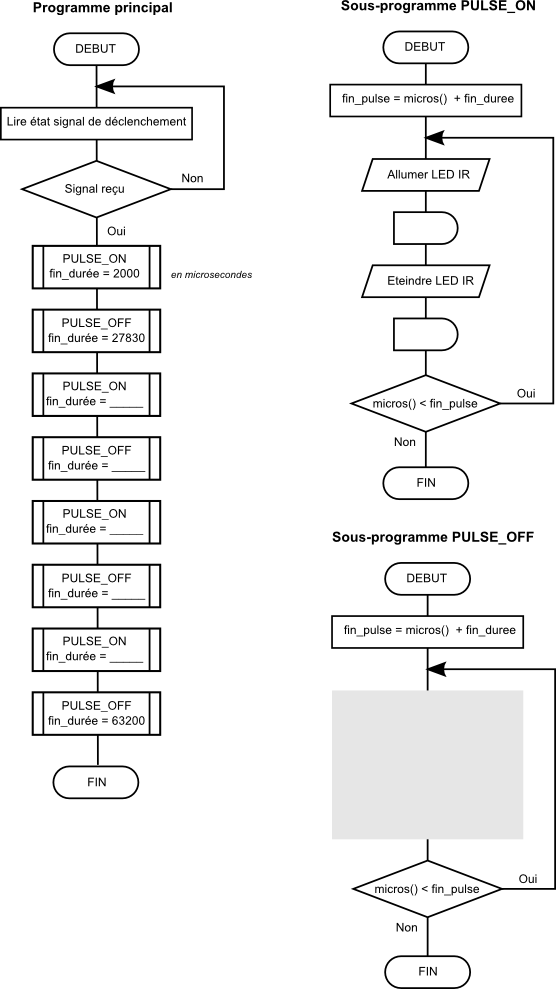 Programme principal
DEBUT
Lire état signal de déclenchement
Signal reçu
Non
Oui
PULSE_ON
fin_durée = 2000
en microsecondes
PULSE_OFF
fin_durée = 27830
PULSE_ON
fin_durée = _____
PULSE_OFF
fin_durée = _____
PULSE_ON
fin_durée = _____
PULSE_OFF
fin_durée = _____
PULSE_ON
fin_durée = _____
PULSE_OFF
fin_durée = 63200
FIN
Sous-programme PULSE_ON
DEBUT
fin_pulse = micros() + fin_duree
Allumer LED IR
Eteindre LED IR
micros() < fin_pulse
Oui
Non
FIN
Sous-programme PULSE_OFF
DEBUT
fin_pulse = micros() + fin_duree
micros() < fin_pulse
Oui
Non
FIN